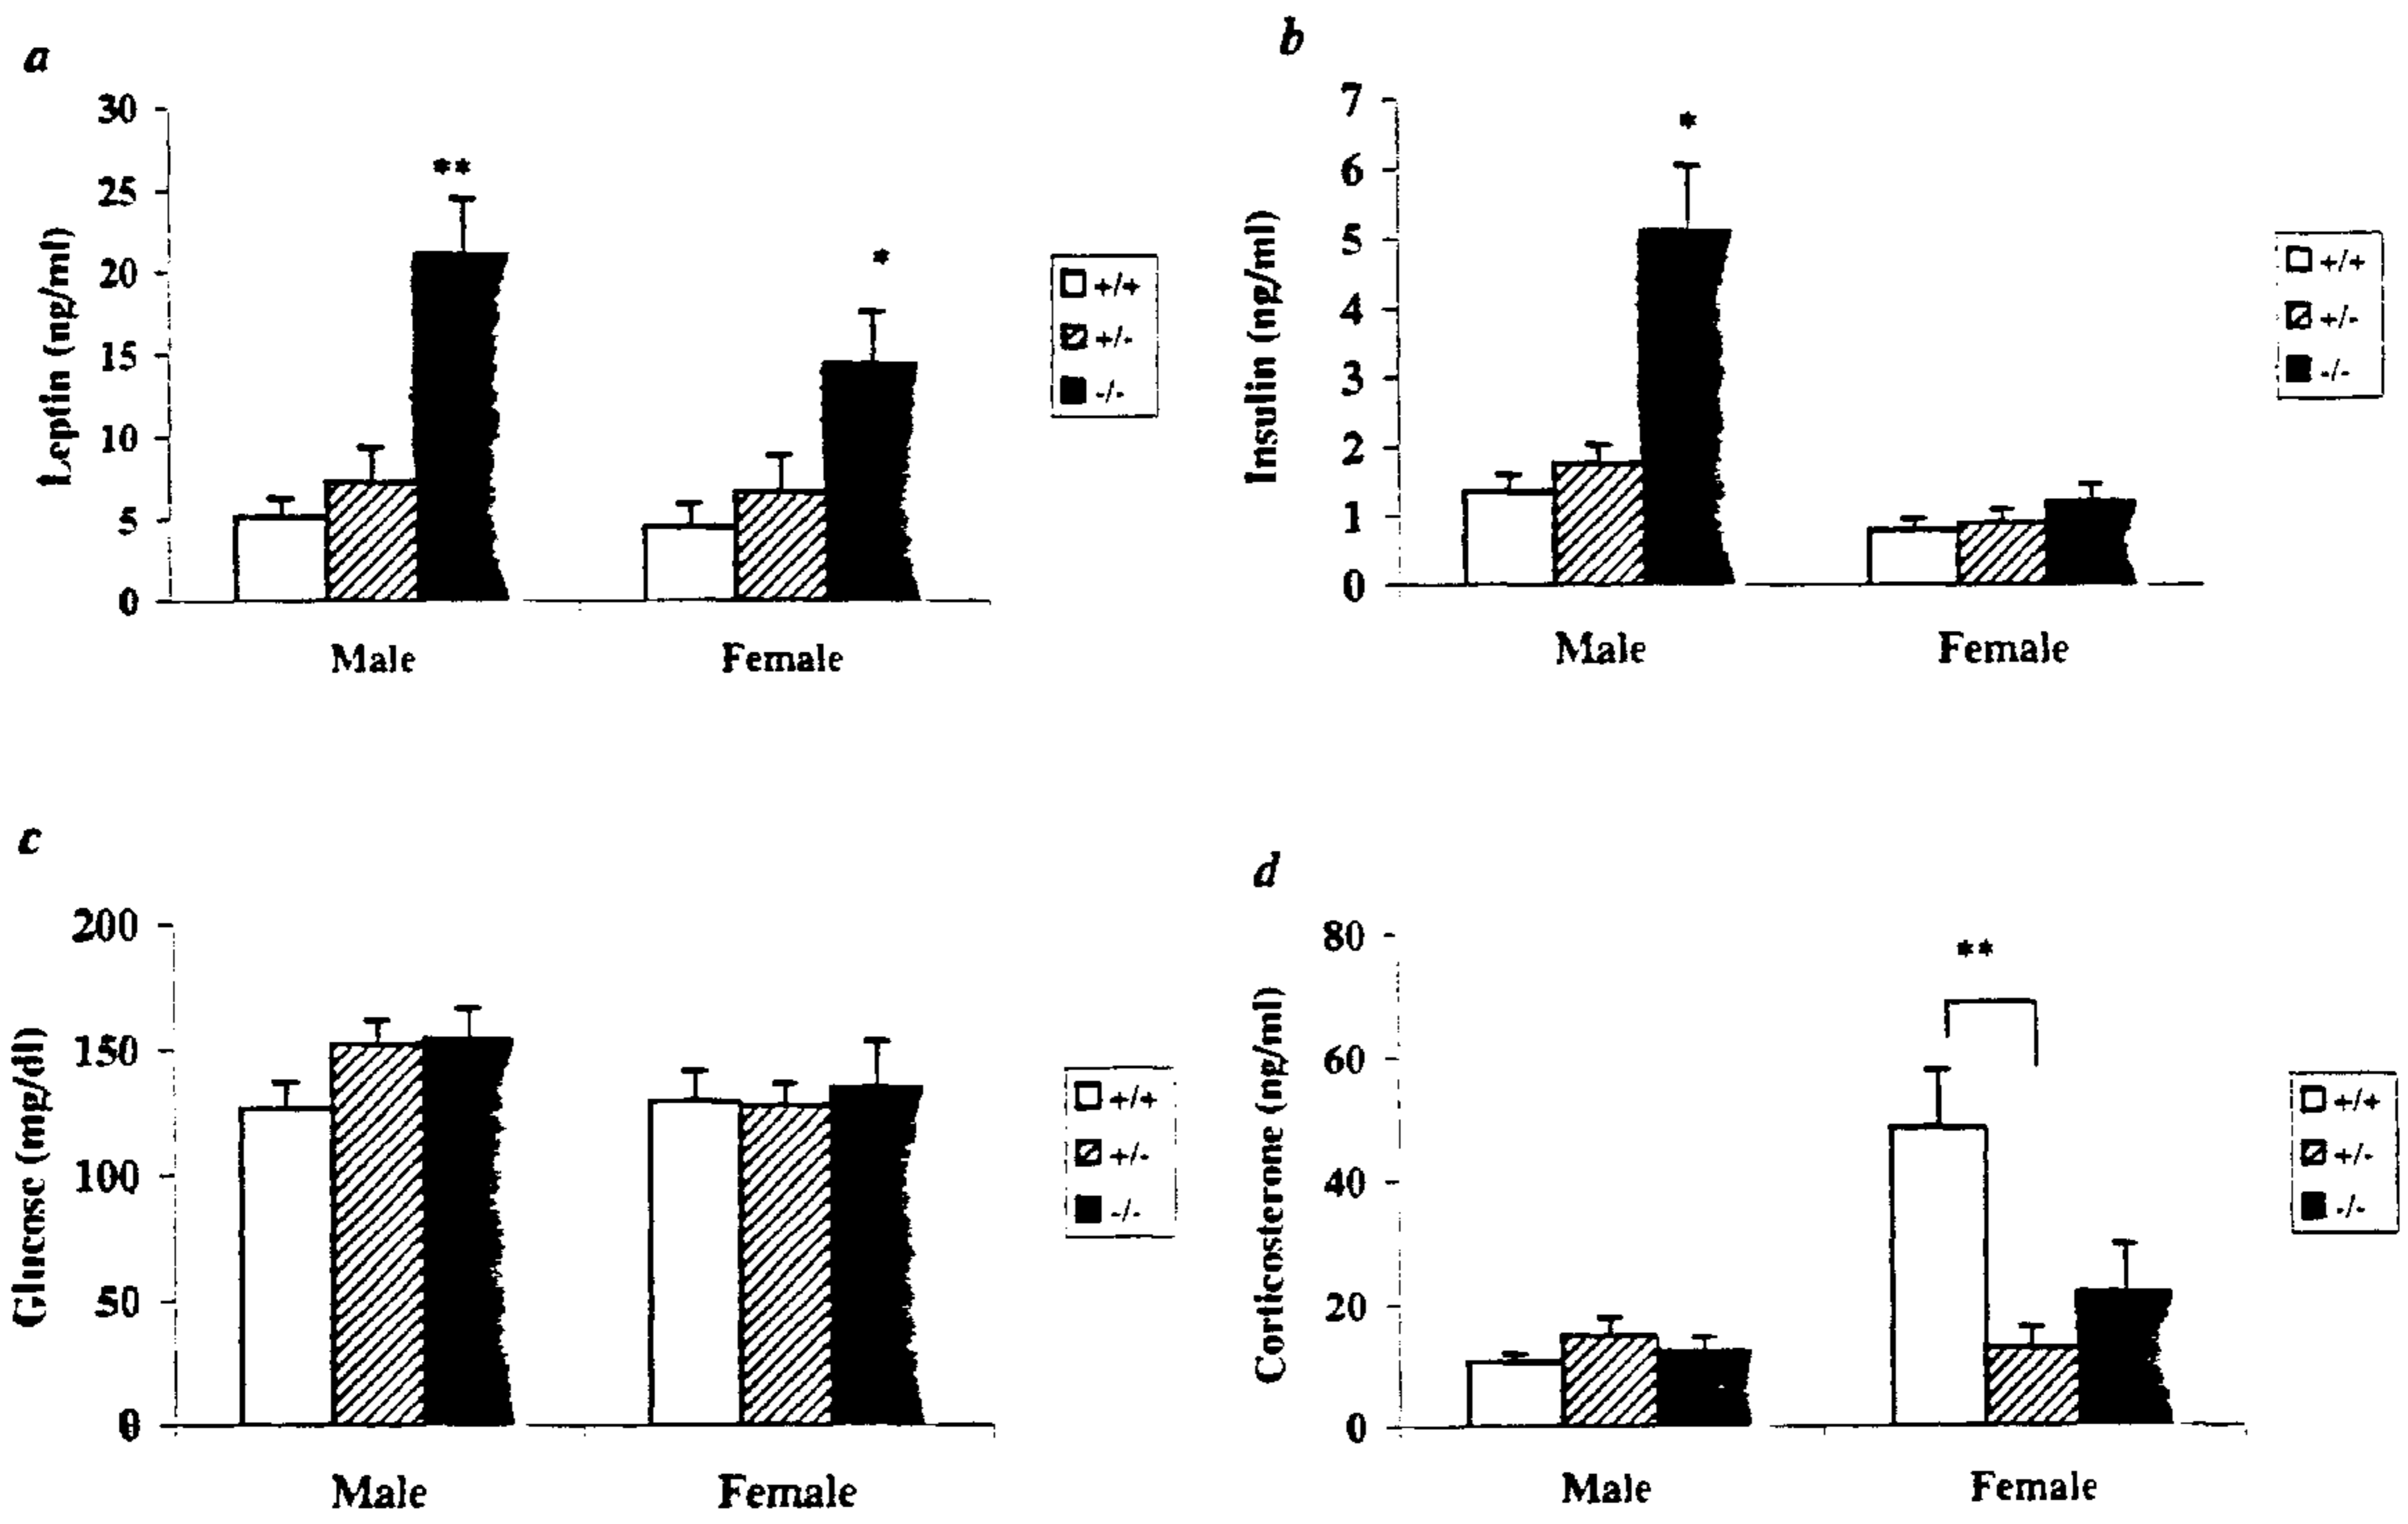 a
30
25
20
15
10
5
0
Leptin (ng/ml)
**
*
Male
Female
+/+
+/-
-/-
b
7
6
5
4
3
2
1
0
Insulin (ng/ml)
*
Male
Female
+/+
+/-
-/-
c
200
150
100
50
0
Glucose (mg/dl)
Male
Female
+/+
+/-
-/-
d
80
60
40
20
0
Corticosterone (ng/ml)
**
Male
Female
+/+
+/-
-/-